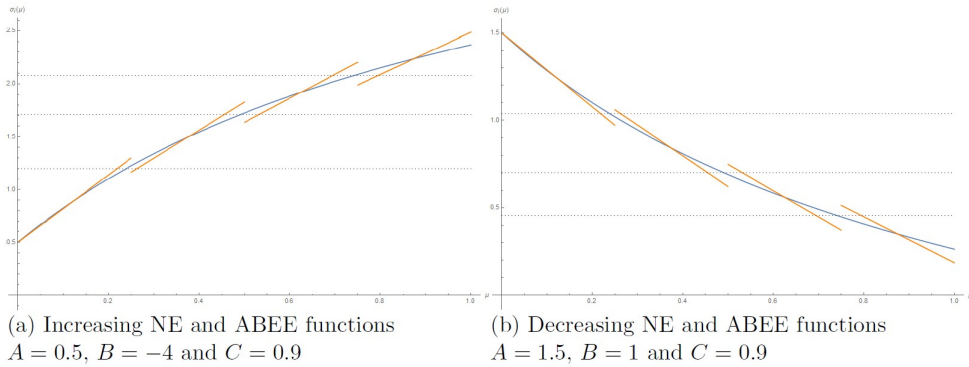 σᵢ(μ)
2.5
2.0
1.5
1.0
0.5
0.2
0.4
0.6
0.8
1.0
μ
(a) Increasing NE and ABEE functions
A = 0.5, B = −4 and C = 0.9
σᵢ(μ)
1.5
1.0
0.5
0.2
0.4
0.6
0.8
1.0
(b) Decreasing NE and ABEE functions
A = 1.5, B = 1 and C = 0.9